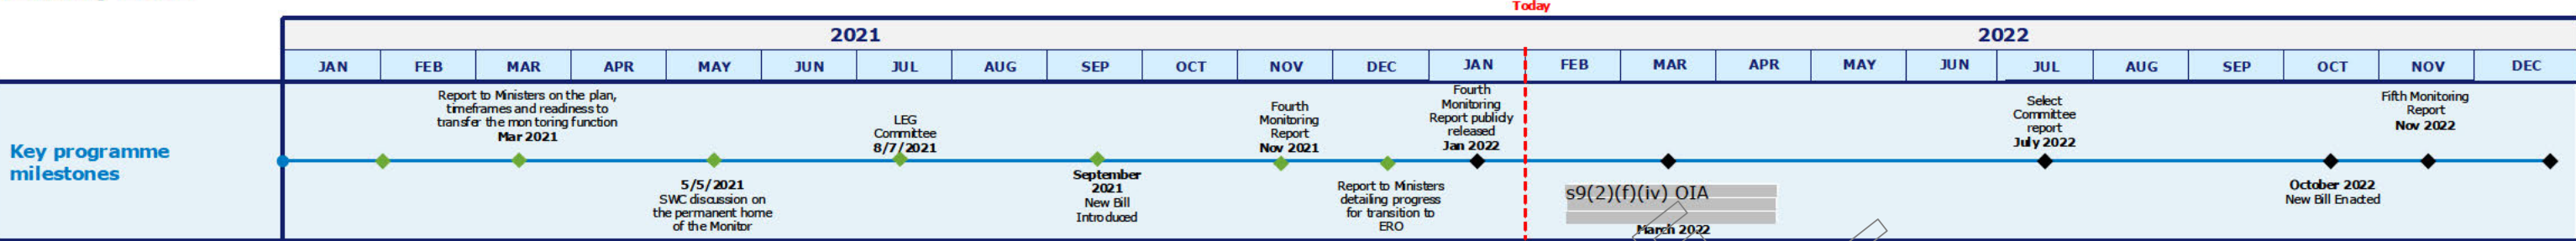 Today
2021
2022
JAN
FEB
MAR
APR
MAY
JUN
JUL
AUG
SEP
OCT
NOV
DEC
JAN
FEB
MAR
APR
MAY
JUN
JUL
AUG
SEP
OCT
NOV
DEC
Key programme
milestones
Report to Ministers on the plan,
timeframes and readiness to
transfer the mon toring function
Mar 2021
5/5/2021
SWC discussion on
the permanent home
of the Monitor
LEG
Committee
8/7/2021
September
2021
New Bill
Introduced
Fourth
Monitoring
Report
Nov 2021
Report to Ministers
detailing progress
for transition to
ERO
Fourth
Monitoring
Report publicly
released
Jan 2022
s9(2)(f)(iv) OIA
March 2022
Select
Committee
report
July 2022
October 2022
New Bill Enacted
Fifth Monitoring
Report
Nov 2022